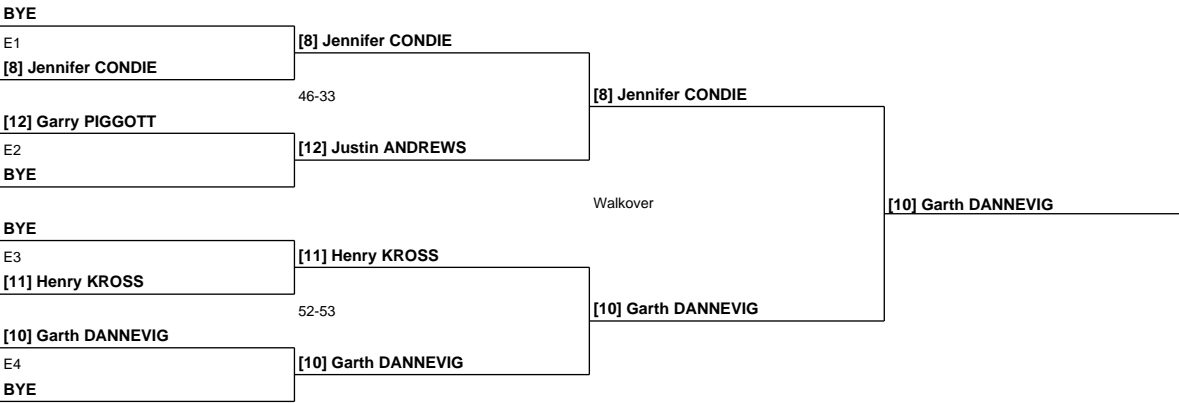 BYE
E1
[8] Jennifer CONDIE
[8] Jennifer CONDIE
46-33
[8] Jennifer CONDIE
[12] Garry PIGGOTT
E2
[12] Justin ANDREWS
BYE
Walkover
[10] Garth DANNEVIG
BYE
E3
[11] Henry KROSS
[11] Henry KROSS
52-53
[10] Garth DANNEVIG
[10] Garth DANNEVIG
E4
[10] Garth DANNEVIG
BYE